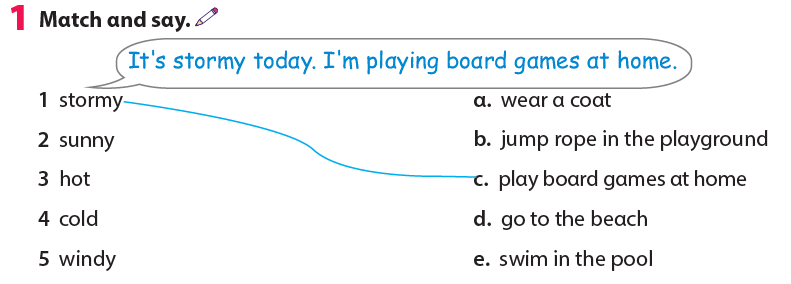 1 Match and say.
It's stormy today. I'm playing board games at home.
1 stormy
a. wear a coat
2 sunny
b. jump rope in the playground
3 hot
c. play board games at home
4 cold
d. go to the beach
5 windy
e. swim in the pool